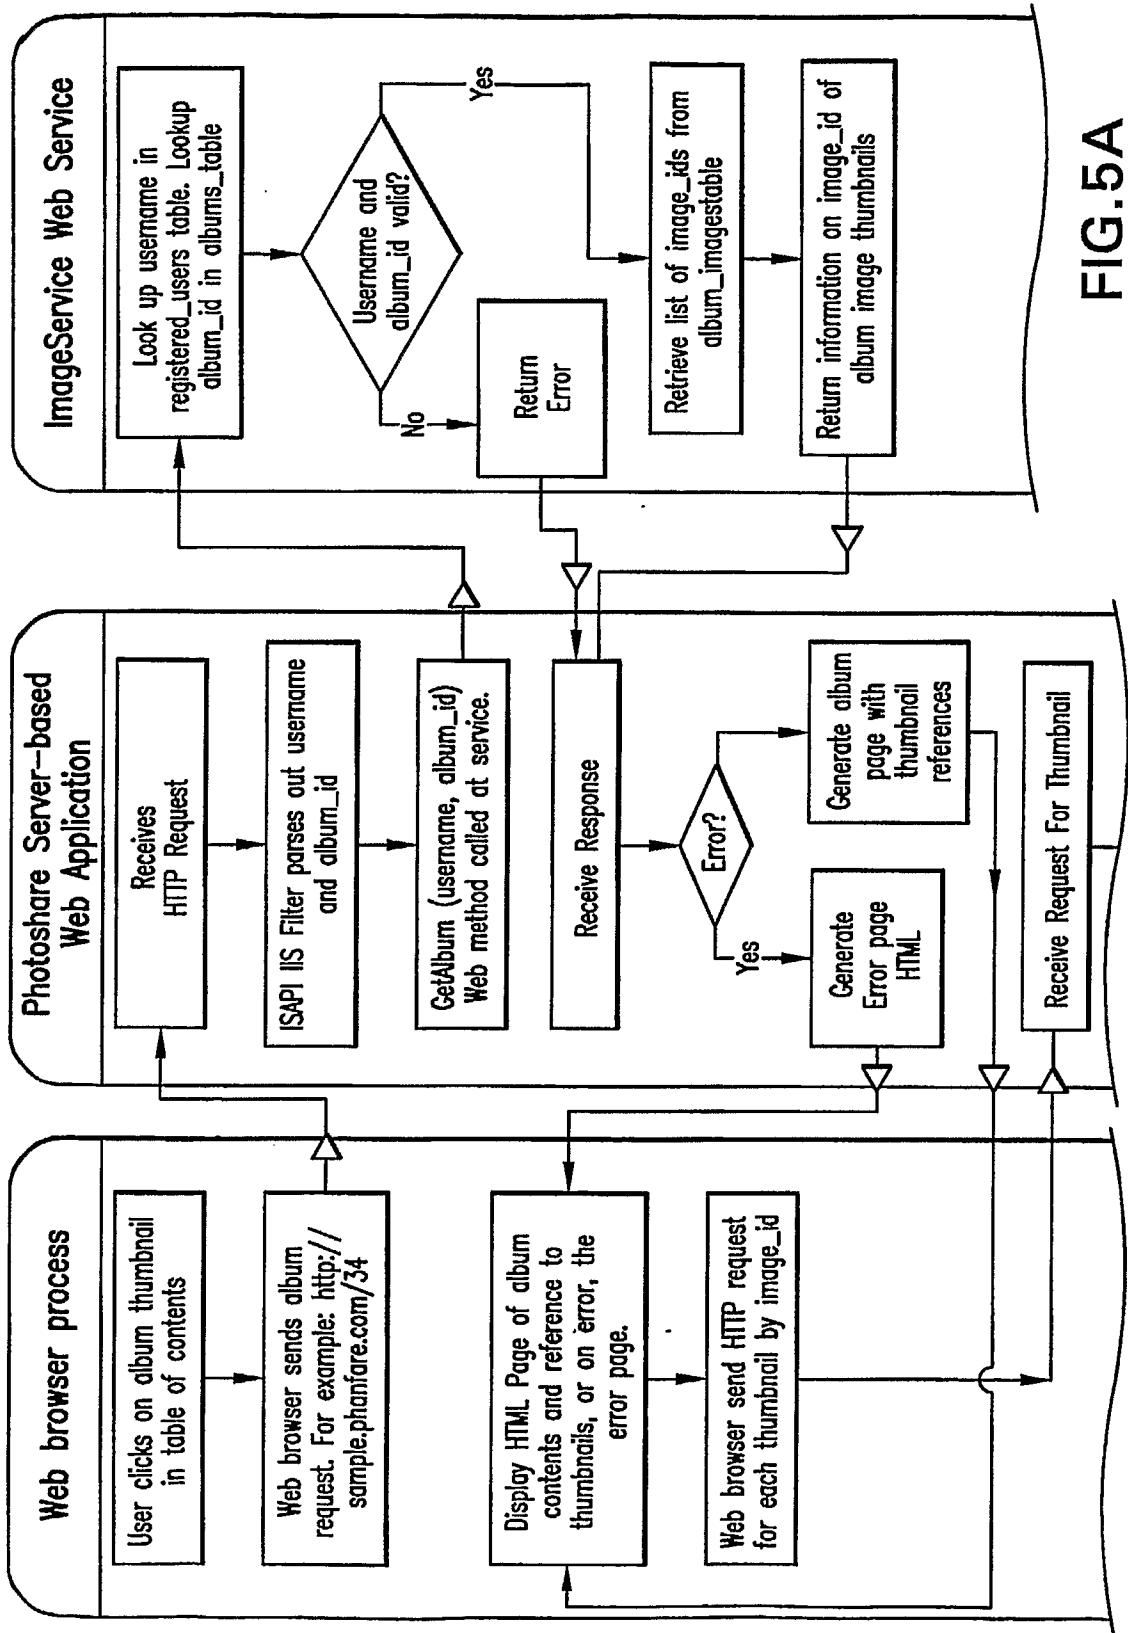 Web browser process
User clicks on album thumbnail
in table of contents
Web browser sends album
request. For example: http://
sample.phanfare.com/34
Display HTML Page of album
contents and reference to
thumbnails, or on error, the
error page.
Web browser send HTTP request
for each thumbnail by image_id
Photoshare Server-based
Web Application
Receives
HTTP Request
ISAPI IIS Filter parses out username
and album_id
GetAlbum (username, album_id)
Web method called at service.
Receive Response
Error?
Yes
Generate
Error page
HTML
Generate album
page with
thumbnail
references
Receive Request For Thumbnail
ImageService Web Service
Look up username in
registered_users table. Lookup
album_id in albums_table
Username and
album_id valid?
No
Yes
Return
Error
Retrieve list of image_ids from
album_imagestable
Return information on image_id of
album image thumbnails
FIG.5A